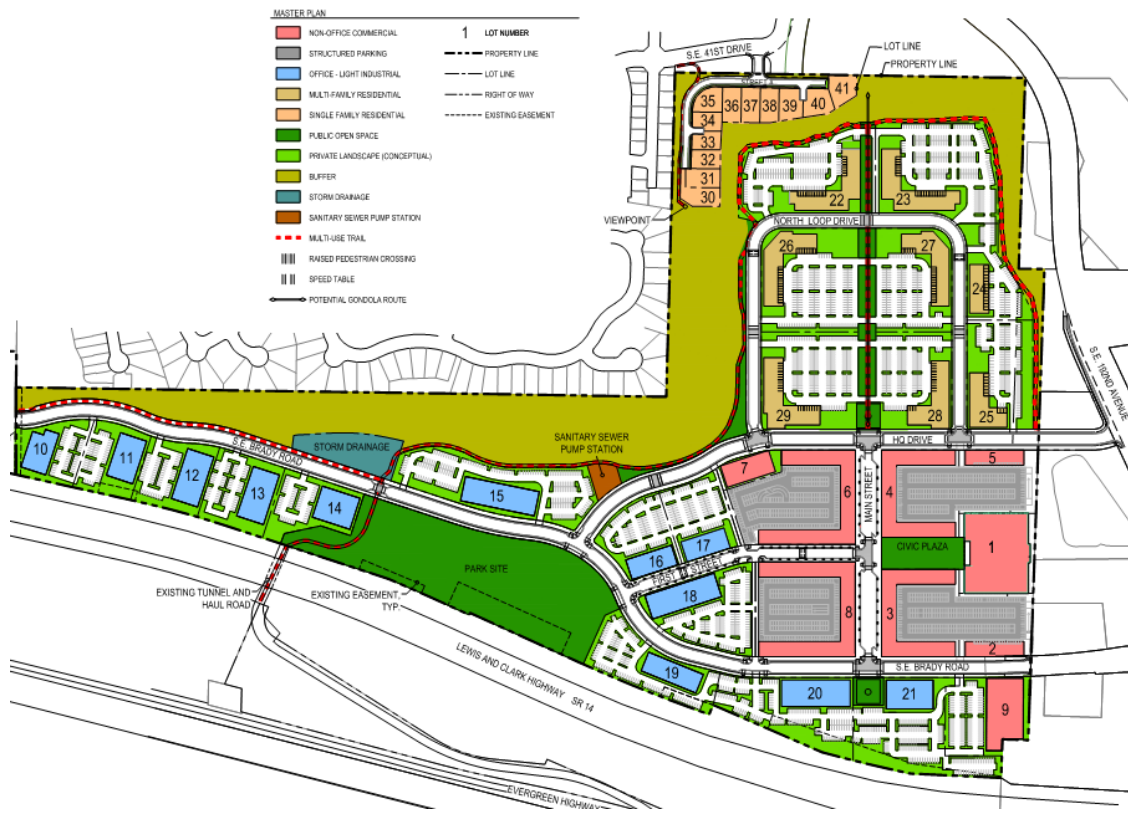 MASTER PLAN
NON-OFFICE COMMERCIAL
STRUCTURED PARKING
OFFICE - LIGHT INDUSTRIAL
MULTI-FAMILY RESIDENTIAL
SINGLE FAMILY RESIDENTIAL
PUBLIC OPEN SPACE
PRIVATE LANDSCAPE (CONCEPTUAL)
BUFFER
STORM DRAINAGE
SANITARY SEWER PUMP STATION
MULTI-USE TRAIL
RAISED PEDESTRIAN CROSSING
SPEED TABLE
POTENTIAL GONDOLA ROUTE
1 LOT NUMBER
PROPERTY LINE
LOT LINE
RIGHT OF WAY
EXISTING EASEMENT
S.E. 41ST DRIVE
LOT LINE
PROPERTY LINE
STREET A
35
36
37
38
39
40
41
34
33
32
31
30
VIEWPOINT
22
23
NORTH LOOP DRIVE
26
27
24
29
28
25
S.E. 192ND AVENUE
HQ DRIVE
SANITARY SEWER
PUMP STATION
STORM DRAINAGE
S.E. BRADY ROAD
10
11
12
13
14
15
7
6
MAIN STREET
4
5
16
17
FIRST STREET
18
CIVIC PLAZA
1
8
3
2
PARK SITE
EXISTING TUNNEL AND
HAUL ROAD
EXISTING EASEMENT,
TYP.
LEWIS AND CLARK HIGHWAY SR 14
19
S.E. BRADY ROAD
20
21
9
EVERGREEN HIGHWAY